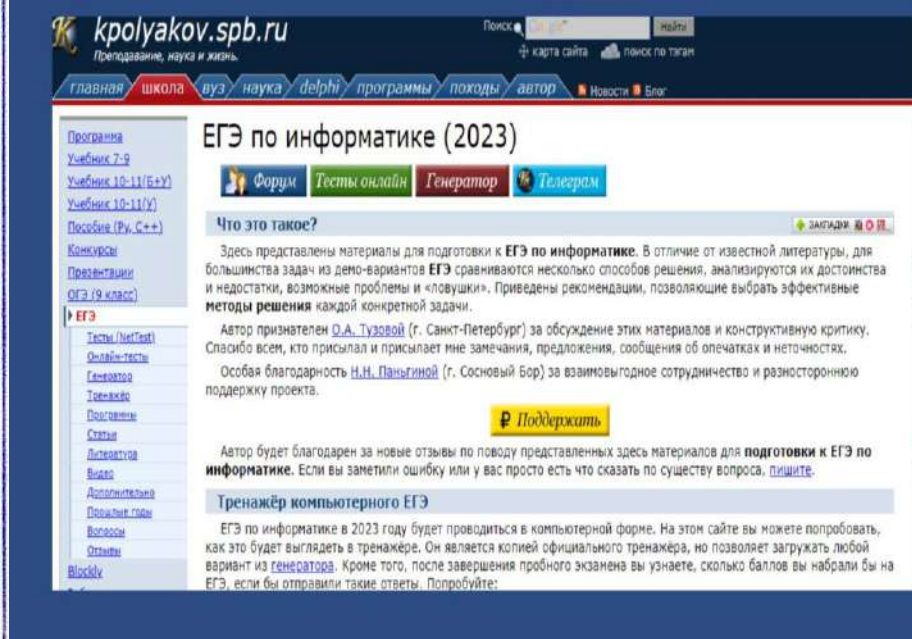 kpolyakov.spb.ru
Преподавание, наука и жизнь.
Поиск
Найти
карта сайта поиск по тэгам
главная школа вуз наука delphi программы походы автор Новости Блог
Программа
Учебник 7-9
Учебник 10-11(Б+У)
Учебник 10-11(У)
Пособие (Py, C++)
Конкурсы
Презентации
ОГЭ (9 класс)
ЕГЭ
Тесты (NetTest)
Онлайн-тесты
Генератор
Тренажёр
Программы
Статьи
Литература
Видео
Дополнительно
Прошлые годы
Вопросы
Отзывы
Blockly
ЕГЭ по информатике (2023)
Форум Тесты онлайн Генератор Телеграм
Что это такое?
ЗАКЛАДКИ
Здесь представлены материалы для подготовки к ЕГЭ по информатике. В отличие от известной литературы, для
большинства задач из демо-вариантов ЕГЭ сравниваются несколько способов решения, анализируются их достоинства
и недостатки, возможные проблемы и «ловушки». Приведены рекомендации, позволяющие выбрать эффективные
методы решения каждой конкретной задачи.
Автор признателен О.А. Тузовой (г. Санкт-Петербург) за обсуждение этих материалов и конструктивную критику.
Спасибо всем, кто присылал и присылает мне замечания, предложения, сообщения об опечатках и неточностях.
Особая благодарность Н.Н. Паньгиной (г. Сосновый Бор) за взаимовыгодное сотрудничество и разностороннюю
поддержку проекта.
₽ Поддержать
Автор будет благодарен за новые отзывы по поводу представленных здесь материалов для подготовки к ЕГЭ по
информатике. Если вы заметили ошибку или у вас просто есть что сказать по существу вопроса, пишите.
Тренажёр компьютерного ЕГЭ
ЕГЭ по информатике в 2023 году будет проводиться в компьютерной форме. На этом сайте вы можете попробовать,
как это будет выглядеть в тренажёре. Он является копией официального тренажёра, но позволяет загружать любой
вариант из генератора. Кроме того, после завершения пробного экзамена вы узнаете, сколько баллов вы набрали бы на
ЕГЭ, если бы отправили такие ответы. Попробуйте: